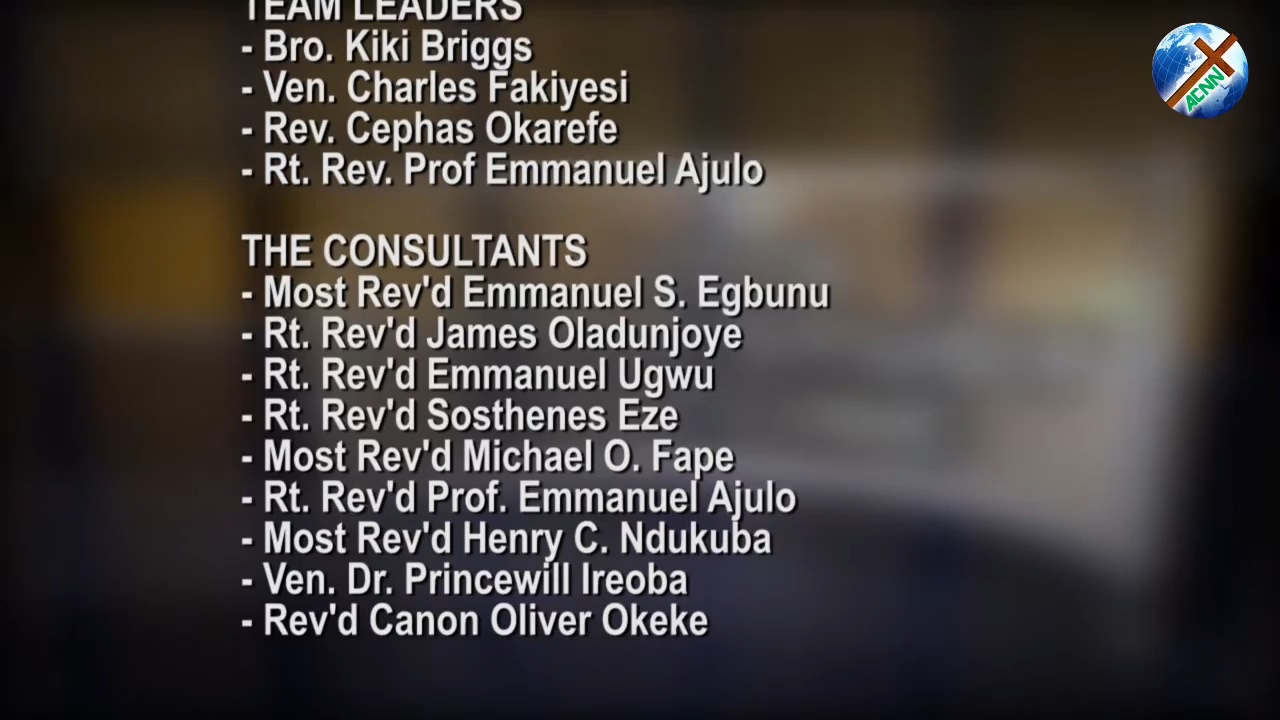 TEAM LEADERS
- Bro. Kiki Briggs
- Ven. Charles Fakiyesi
- Rev. Cephas Okarefe
- Rt. Rev. Prof Emmanuel Ajulo
THE CONSULTANTS
- Most Rev'd Emmanuel S. Egbunu
- Rt. Rev'd James Oladunjoye
- Rt. Rev'd Emmanuel Ugwu
- Rt. Rev'd Sosthenes Eze
- Most Rev'd Michael O. Fape
- Rt. Rev'd Prof. Emmanuel Ajulo
- Most Rev'd Henry C. Ndukuba
- Ven. Dr. Princewill Ireoba
- Rev'd Canon Oliver Okeke
ACNN